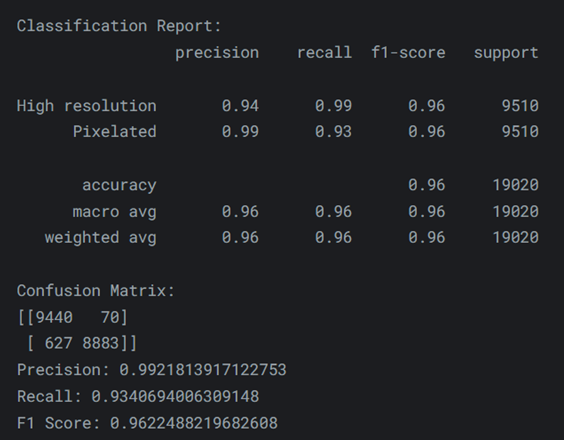 Classification Report:
precision recall f1-score support
High resolution 0.94 0.99 0.96 9510
Pixelated 0.99 0.93 0.96 9510
accuracy 0.96 19020
macro avg 0.96 0.96 0.96 19020
weighted avg 0.96 0.96 0.96 19020
Confusion Matrix:
[[9440 70]
[ 627 8883]]
Precision: 0.9921813917122753
Recall: 0.9340694006309148
F1 Score: 0.9622488219682608